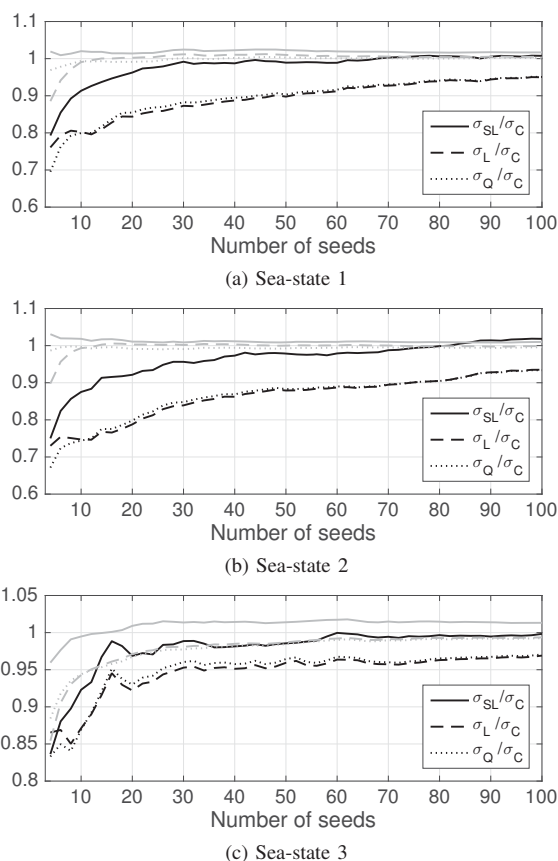 1.1
1
0.9
0.8
0.7
0.6
10 20 30 40 50 60 70 80 90 100
σSL/σC
σL/σC
σQ/σC
Number of seeds
(a) Sea-state 1
1.1
1
0.9
0.8
0.7
0.6
10 20 30 40 50 60 70 80 90 100
σSL/σC
σL/σC
σQ/σC
Number of seeds
(b) Sea-state 2
1.05
1
0.95
0.9
0.85
0.8
10 20 30 40 50 60 70 80 90 100
σSL/σC
σL/σC
σQ/σC
Number of seeds
(c) Sea-state 3